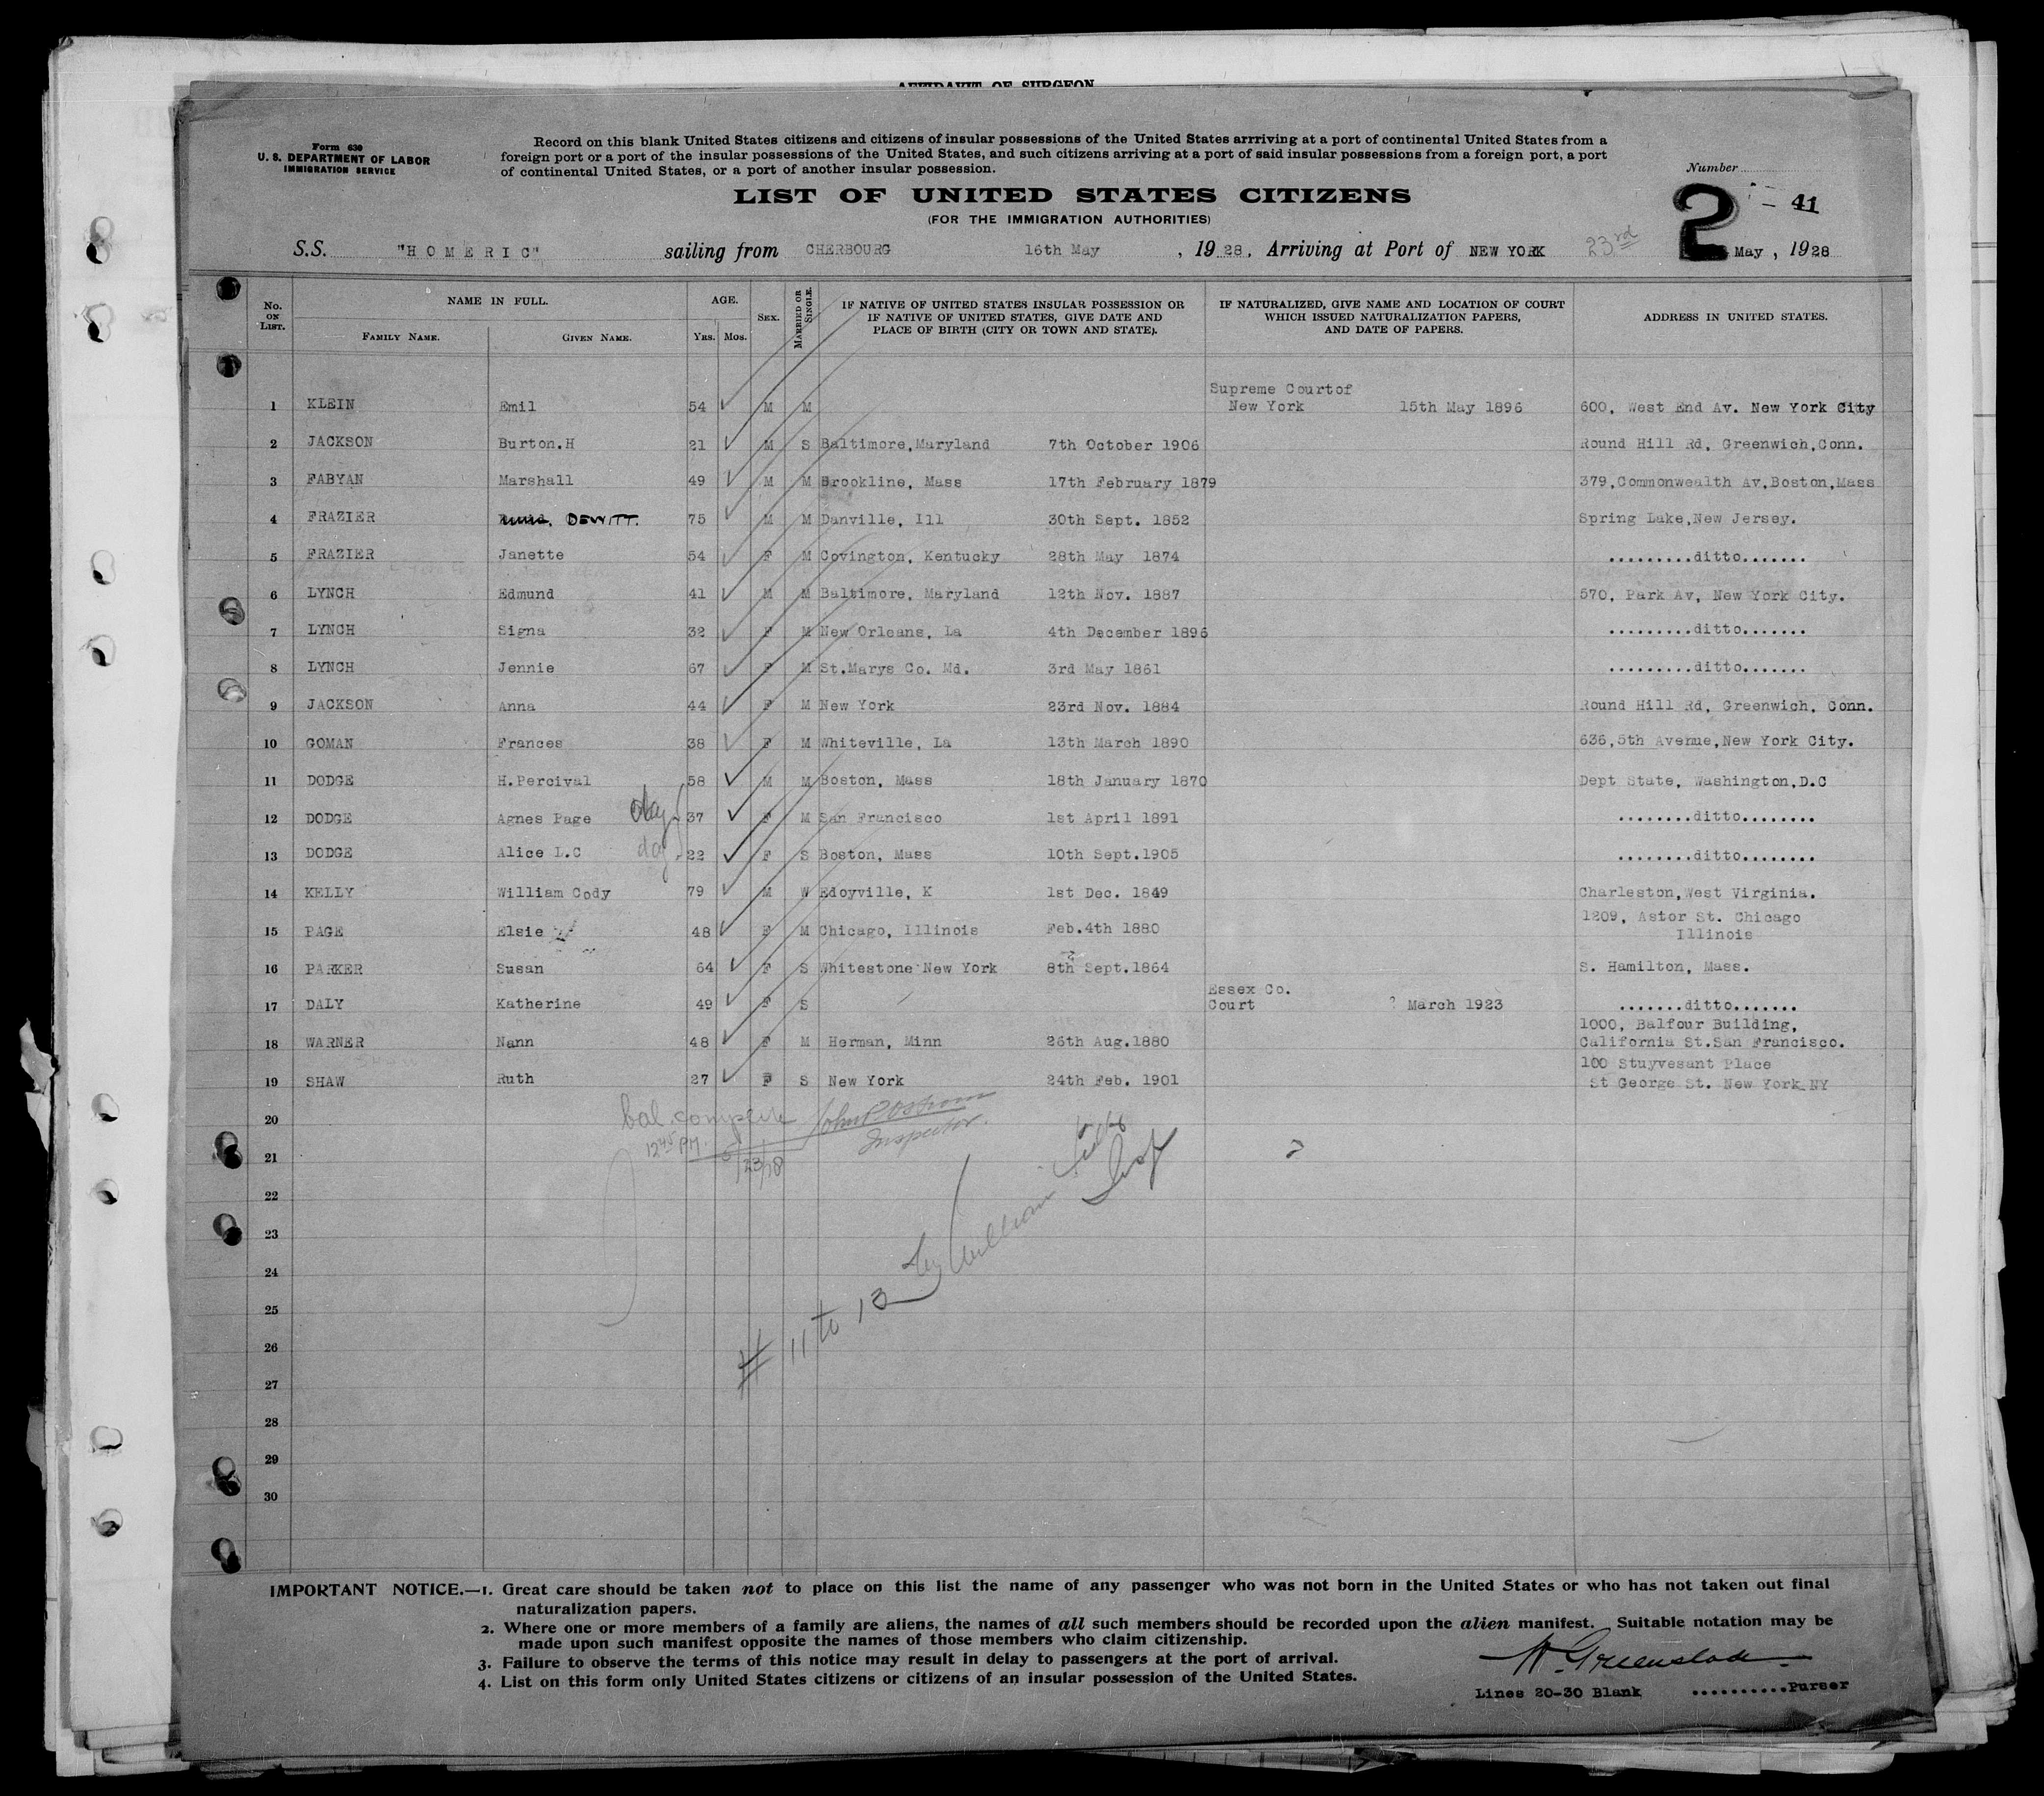 AFFIDAVIT OF SURGEON
Form 630
U. S. DEPARTMENT OF LABOR
IMMIGRATION SERVICE
Record on this blank United States citizens and citizens of insular possessions of the United States arrriving at a port of continental United States from a
foreign port or a port of the insular possessions of the United States, and such citizens arriving at a port of said insular possessions from a foreign port, a port
of continental United States, or a port of another insular possession.
Number
LIST OF UNITED STATES CITIZENS
(FOR THE IMMIGRATION AUTHORITIES)
2 - 41
S.S. "HOMERIC" sailing from CHERBOURG 16th May , 1928, Arriving at Port of NEW YORK 23rd May, 1928
No. ON LIST. NAME IN FULL. FAMILY NAME. GIVEN NAME. AGE. YRS. MOS. SEX. MARRIED OR SINGLE. IF NATIVE OF UNITED STATES INSULAR POSSESSION OR IF NATIVE OF UNITED STATES, GIVE DATE AND PLACE OF BIRTH (CITY OR TOWN AND STATE). IF NATURALIZED, GIVE NAME AND LOCATION OF COURT WHICH ISSUED NATURALIZATION PAPERS, AND DATE OF PAPERS. ADDRESS IN UNITED STATES.
1 KLEIN Emil 54 M M Supreme Courtof New York 15th May 1896 600, West End Av. New York City
2 JACKSON Burton.H 21 M S Baltimore,Maryland 7th October 1906 Round Hill Rd, Greenwich,Conn.
3 FABYAN Marshall 49 M M Brookline, Mass 17th February 1879 379,Commonwealth Av,Boston,Mass
4 FRAZIER DEWITT. 75 M M Danville, Ill 30th Sept. 1852 Spring Lake,New Jersey.
5 FRAZIER Janette 54 F M Covington, Kentucky 28th May 1874 .........ditto.......
6 LYNCH Edmund 41 M M Baltimore, Maryland 12th Nov. 1887 570, Park Av, New York City.
7 LYNCH Signa 32 F M New Orleans, La 4th December 1896 .........ditto.......
8 LYNCH Jennie 67 F M St.Marys Co. Md. 3rd May 1861 .........ditto.......
9 JACKSON Anna 44 F M New York 23rd Nov. 1884 Round Hill Rd, Greenwich, Conn.
10 GOMAN Frances 38 F M Whiteville, La 13th March 1890 636,5th Avenue,New York City.
11 DODGE H.Percival 58 M M Boston, Mass 18th January 1870 Dept State, Washington,D.C
12 DODGE Agnes Page 37 F M San Francisco 1st April 1891 ........ditto........
13 DODGE Alice L.C 22 F S Boston, Mass 10th Sept.1905 ........ditto........
14 KELLY William Cody 79 M W Edoyville, K 1st Dec. 1849 Charleston,West Virginia.
15 PAGE Elsie 48 F M Chicago, Illinois Feb.4th 1880 1209, Astor St. Chicago Illinois
16 PARKER Susan 64 F S Whitestone New York 8th Sept.1864 S. Hamilton, Mass.
17 DALY Katherine 49 F S Essex Co. Court ? March 1923 .......ditto.......
18 WARNER Nann 48 F M Herman, Minn 26th Aug.1880 1000, Balfour Building, California St.San Francisco.
19 SHAW Ruth 27 F S New York 24th Feb. 1901 100 Stuyvesant Place St George St. New York NY
20
bal. complete
Inspector.
21
12 45 PM. 5/23/28
22
23
24
25
# 11 to 13 by William
26
27
28
29
30
IMPORTANT NOTICE.—1. Great care should be taken not to place on this list the name of any passenger who was not born in the United States or who has not taken out final
naturalization papers.
2. Where one or more members of a family are aliens, the names of all such members should be recorded upon the alien manifest. Suitable notation may be
made upon such manifest opposite the names of those members who claim citizenship.
3. Failure to observe the terms of this notice may result in delay to passengers at the port of arrival.
4. List on this form only United States citizens or citizens of an insular possession of the United States.
Lines 20-30 Blank ..........Purser